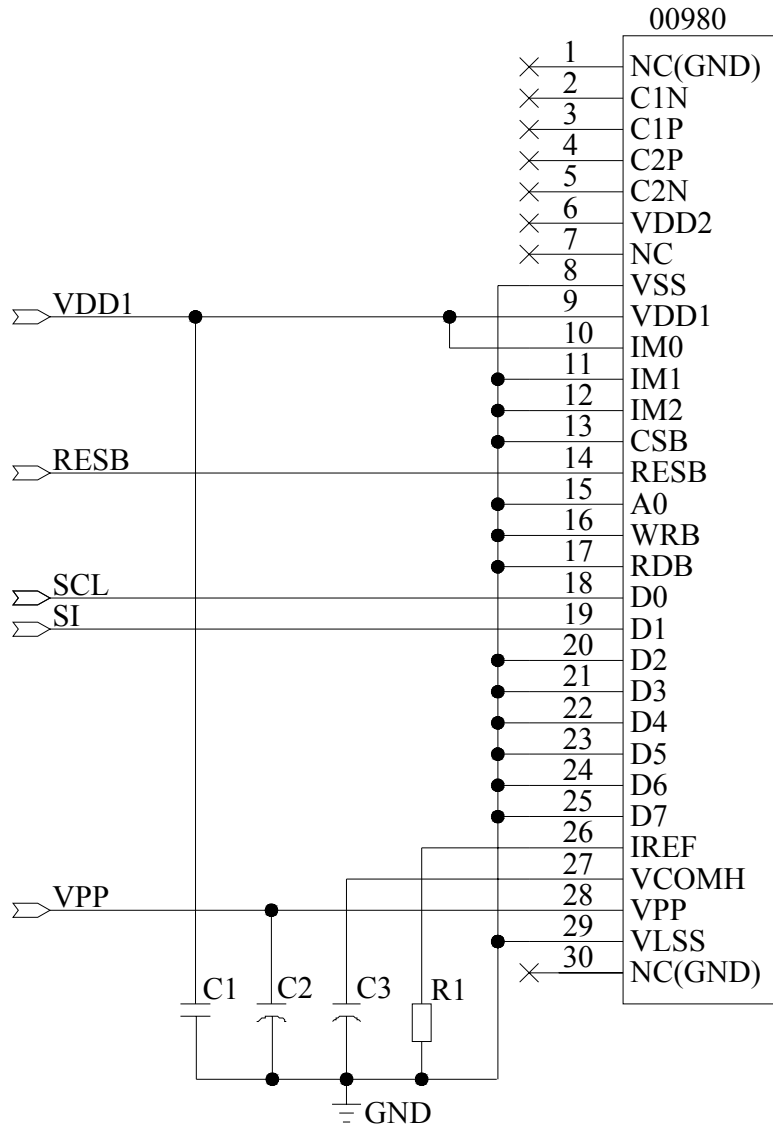 00980
1 NC(GND)
2 C1N
3 C1P
4 C2P
5 C2N
6 VDD2
7 NC
8 VSS
VDD1 9 VDD1
10 IM0
11 IM1
12 IM2
13 CSB
RESB 14 RESB
15 A0
16 WRB
17 RDB
SCL 18 D0
SI 19 D1
20 D2
21 D3
22 D4
23 D5
24 D6
25 D7
26 IREF
27 VCOMH
VPP 28 VPP
29 VLSS
30 NC(GND)
C1 C2 C3 R1
GND